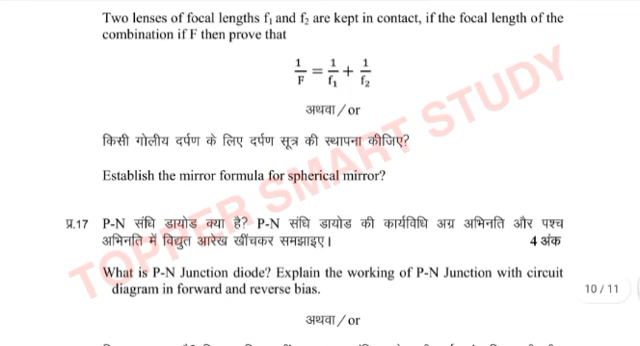 Two lenses of focal lengths f₁ and f₂ are kept in contact, if the focal length of the
combination if F then prove that
1/F = 1/f₁ + 1/f₂
अथवा / or
किसी गोलीय दर्पण के लिए दर्पण सूत्र की स्थापना कीजिए?
Establish the mirror formula for spherical mirror?
प्र.17 P-N संधि डायोड क्या है? P-N संधि डायोड की कार्यविधि अग्र अभिनति और पश्च
अभिनति में विद्युत आरेख खींचकर समझाइए। 4 अंक
What is P-N Junction diode? Explain the working of P-N Junction with circuit
diagram in forward and reverse bias.
10 / 11
अथवा / or
TOPPER SMART STUDY